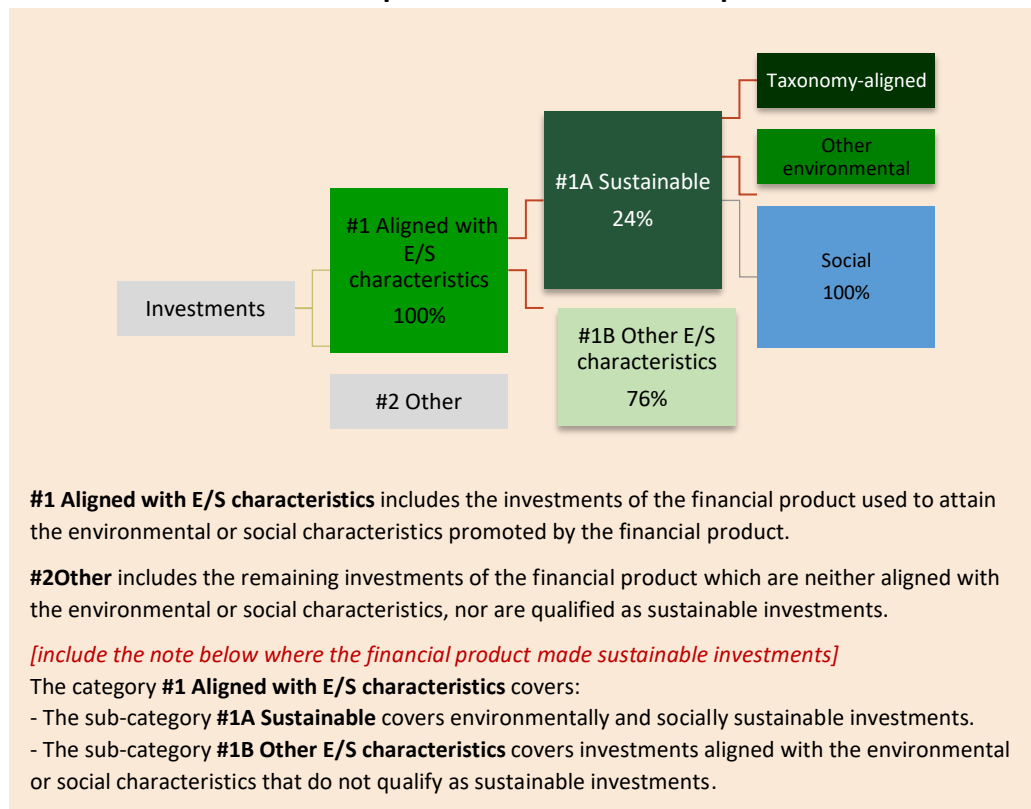 Taxonomy-aligned
Other
environmental
#1A Sustainable
24%
#1 Aligned with
E/S
characteristics
100%
Social
100%
Investments
#1B Other E/S
characteristics
76%
#2 Other
#1 Aligned with E/S characteristics includes the investments of the financial product used to attain
the environmental or social characteristics promoted by the financial product.
#2Other includes the remaining investments of the financial product which are neither aligned with
the environmental or social characteristics, nor are qualified as sustainable investments.
[include the note below where the financial product made sustainable investments]
The category #1 Aligned with E/S characteristics covers:
- The sub-category #1A Sustainable covers environmentally and socially sustainable investments.
- The sub-category #1B Other E/S characteristics covers investments aligned with the environmental
or social characteristics that do not qualify as sustainable investments.